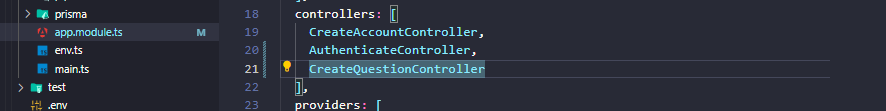 prisma
app.module.ts M
env.ts
main.ts
test
.env
18 controllers: [
19 CreateAccountController,
20 AuthenticateController,
21 CreateQuestionController
22 ],
23 providers: [